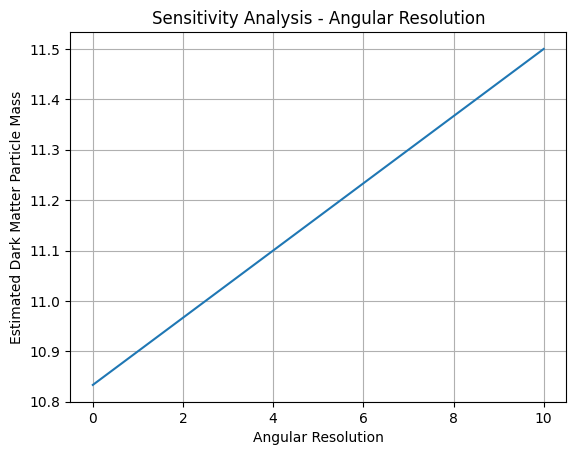 Sensitivity Analysis - Angular Resolution
Estimated Dark Matter Particle Mass
11.5
11.4
11.3
11.2
11.1
11.0
10.9
10.8
0 2 4 6 8 10
Angular Resolution